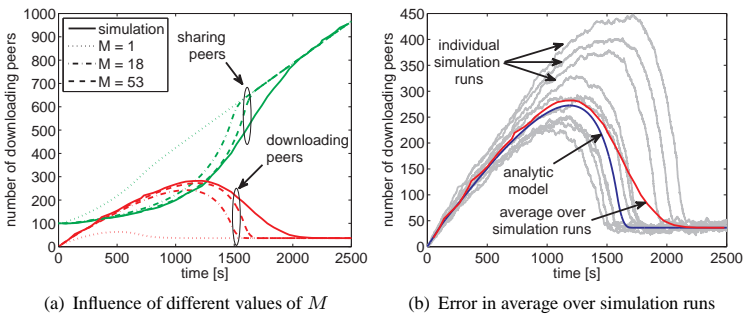 1000
900
800
700
600
500
400
300
200
100
0
number of downloading peers
simulation
M = 1
M = 18
M = 53
sharing
peers
downloading
peers
0 500 1000 1500 2000 2500
time [s]
(a) Influence of different values of M
450
400
350
300
250
200
150
100
50
0
number of downloading peers
individual
simulation
runs
analytic
model
average over
simulation runs
0 500 1000 1500 2000 2500
time [s]
(b) Error in average over simulation runs